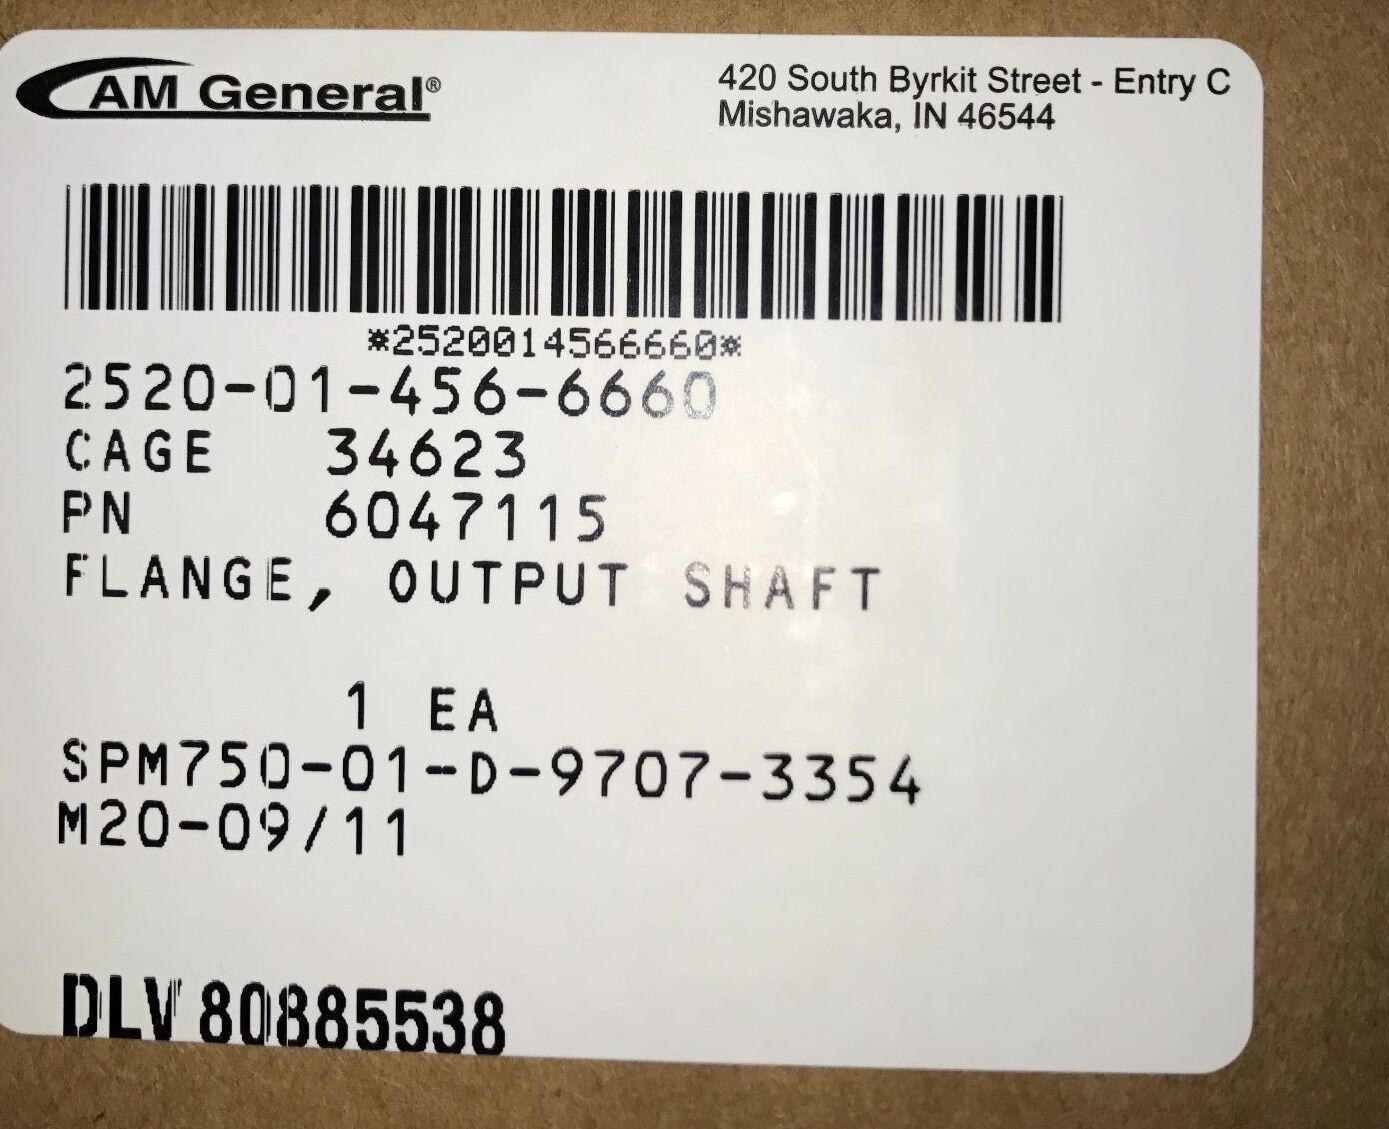 AM General®
420 South Byrkit Street - Entry C
Mishawaka, IN 46544
*2520014566660*
2520-01-456-6660
CAGE 34623
PN 6047115
FLANGE, OUTPUT SHAFT
1 EA
SPM750-01-D-9707-3354
M20-09/11
DLV 80885538